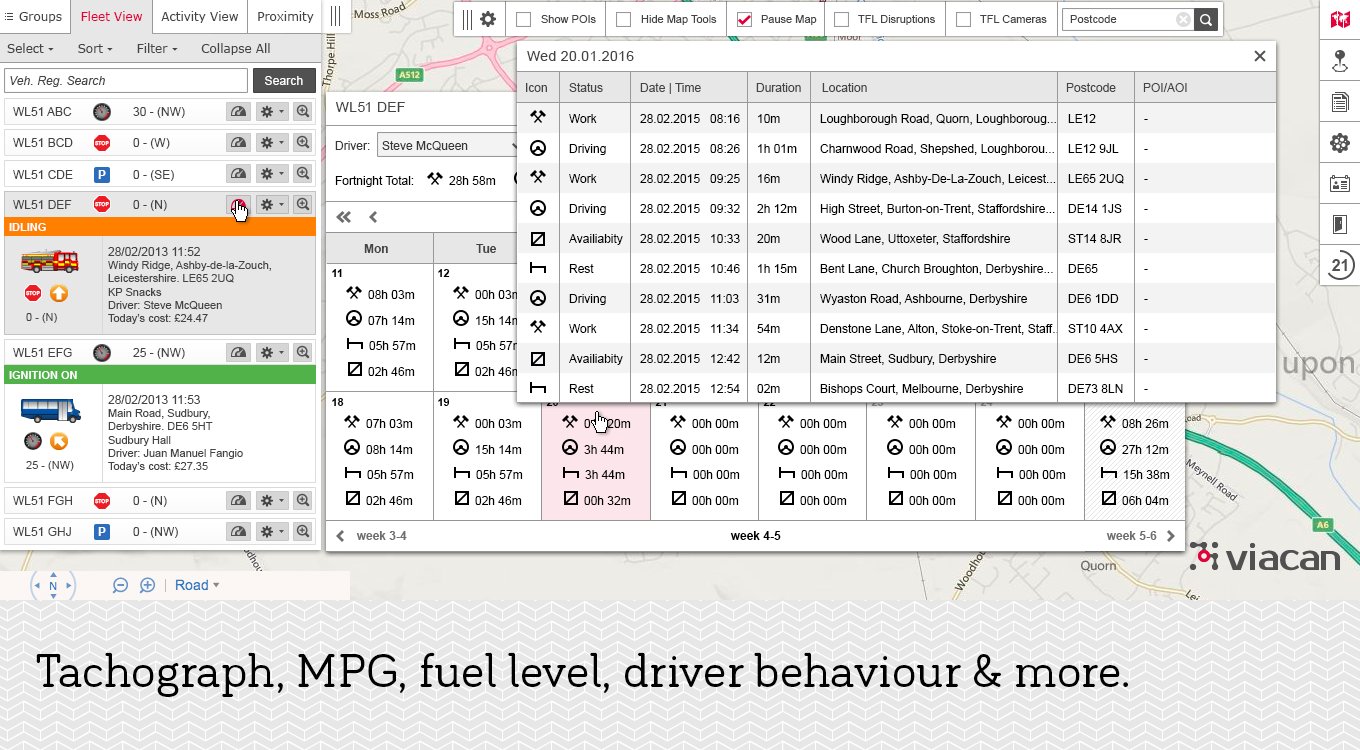 Groups Fleet View Activity View Proximity
Select Sort Filter Collapse All
Veh. Reg. Search Search
WL51 ABC 30 - (NW)
WL51 BCD STOP 0 - (W)
WL51 CDE P 0 - (SE)
WL51 DEF STOP 0 - (N)
IDLING
28/02/2013 11:52
Windy Ridge, Ashby-de-la-Zouch,
Leicestershire. LE65 2UQ
KP Snacks
Driver: Steve McQueen
Today's cost: £24.47
STOP
0 - (N)
WL51 EFG 25 - (NW)
IGNITION ON
28/02/2013 11:53
Main Road, Sudbury,
Derbyshire. DE6 5HT
Sudbury Hall
Driver: Juan Manuel Fangio
Today's cost: £27.35
25 - (NW)
WL51 FGH STOP 0 - (N)
WL51 GHJ P 0 - (NW)
N Road
Moss Road
Thorpe Hill
A512
Show POIs Hide Map Tools Pause Map TFL Disruptions TFL Cameras Postcode
21
WL51 DEF
Driver: Steve McQueen
Fortnight Total: 28h 58m
Mon Tue
11 12
08h 03m 00h 03m
07h 14m 15h 14m
05h 57m 05h 57m
02h 46m 02h 46m
Wed 20.01.2016
Icon Status Date | Time Duration Location Postcode POI/AOI
Work 28.02.2015 08:16 10m Loughborough Road, Quorn, Loughboroug... LE12 -
Driving 28.02.2015 08:26 1h 01m Charnwood Road, Shepshed, Loughborou... LE12 9JL -
Work 28.02.2015 09:25 16m Windy Ridge, Ashby-De-La-Zouch, Leicest... LE65 2UQ -
Driving 28.02.2015 09:32 2h 12m High Street, Burton-on-Trent, Staffordshire... DE14 1JS -
Availiabity 28.02.2015 10:33 20m Wood Lane, Uttoxeter, Staffordshire ST14 8JR -
Rest 28.02.2015 10:46 1h 15m Bent Lane, Church Broughton, Derbyshire... DE65 -
Driving 28.02.2015 11:03 31m Wyaston Road, Ashbourne, Derbyshire DE6 1DD -
Work 28.02.2015 11:34 54m Denstone Lane, Alton, Stoke-on-Trent, Staff... ST10 4AX -
Availiabity 28.02.2015 12:42 12m Main Street, Sudbury, Derbyshire DE6 5HS -
Rest 28.02.2015 12:54 02m Bishops Court, Melbourne, Derbyshire DE73 8LN -
18 19 20 21 22 23 24
07h 03m 00h 03m 20m 00h 00m 00h 00m 00h 00m 00h 00m 08h 26m
08h 14m 15h 14m 3h 44m 00h 00m 00h 00m 00h 00m 00h 00m 27h 12m
05h 57m 05h 57m 3h 44m 00h 00m 00h 00m 00h 00m 00h 00m 15h 38m
02h 46m 02h 46m 00h 32m 00h 00m 00h 00m 00h 00m 00h 00m 06h 04m
week 3-4 week 4-5 week 5-6
upon
Meynell Road
A6
Quorn
viacan
Tachograph, MPG, fuel level, driver behaviour & more.